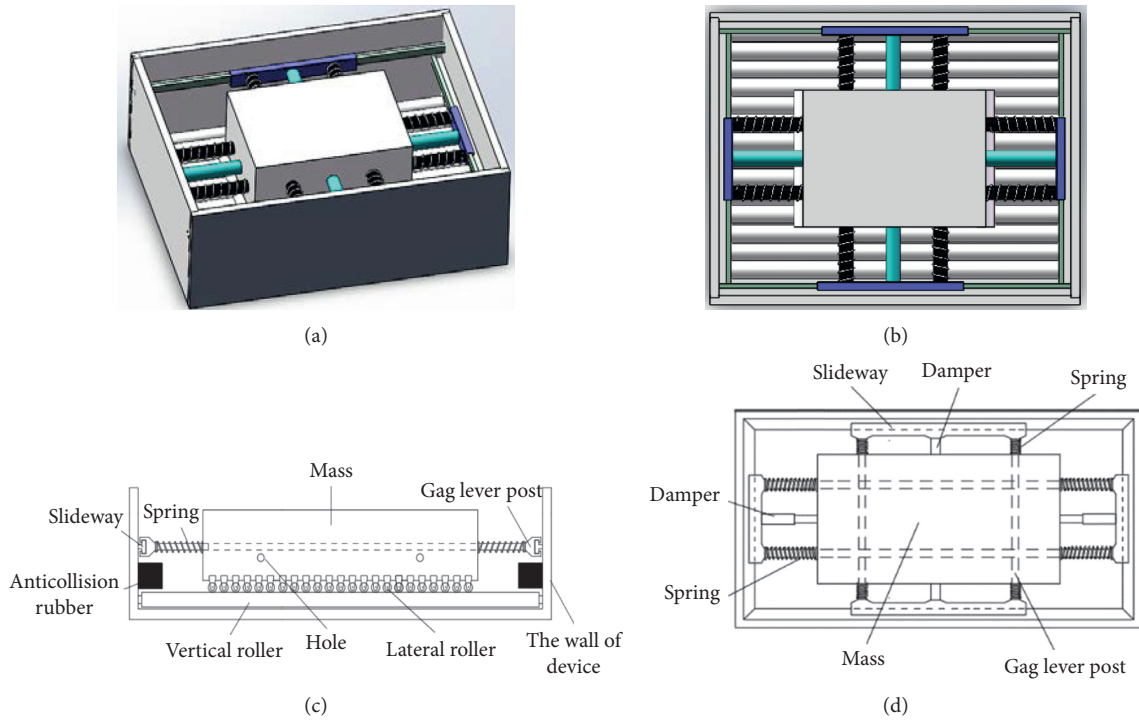 (a)
(b)
Mass
Gag lever post
Slideway
Spring
Anticollision
rubber
Vertical roller
Hole
Lateral roller
The wall of
device
(c)
Slideway
Damper
Spring
Damper
Spring
Mass
Gag lever post
(d)